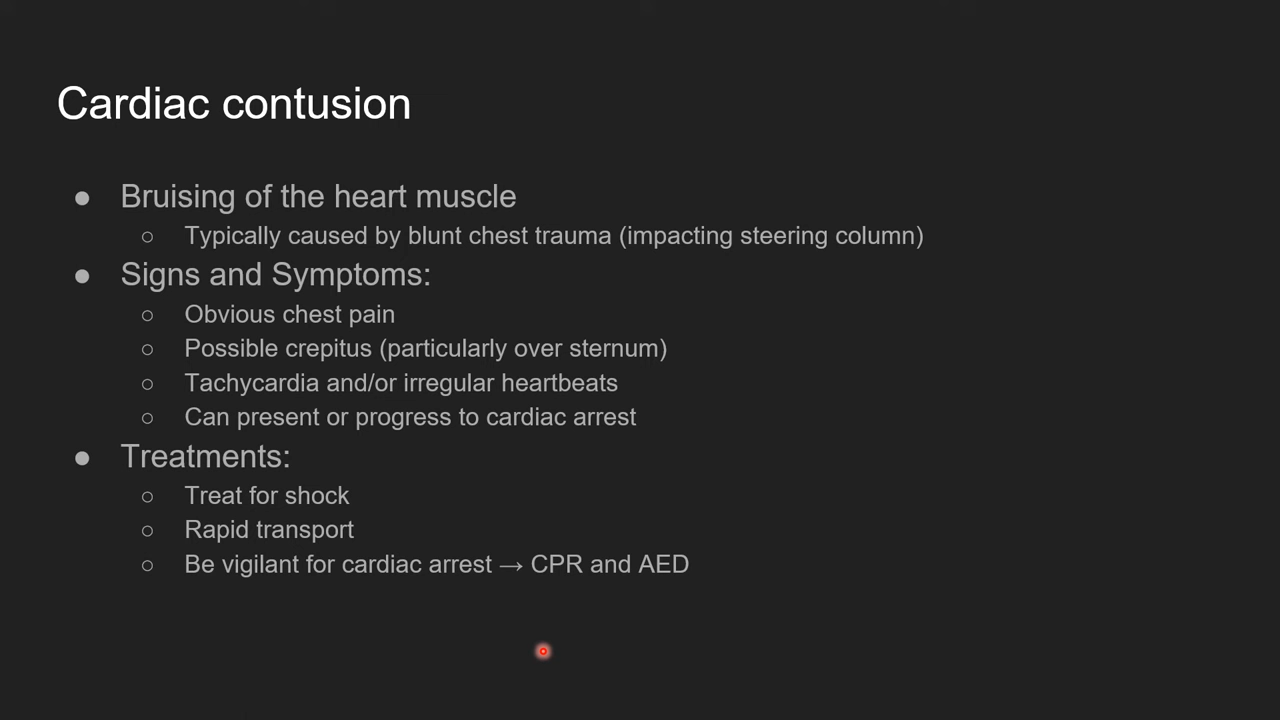 Cardiac contusion
● Bruising of the heart muscle
○ Typically caused by blunt chest trauma (impacting steering column)
● Signs and Symptoms:
○ Obvious chest pain
○ Possible crepitus (particularly over sternum)
○ Tachycardia and/or irregular heartbeats
○ Can present or progress to cardiac arrest
● Treatments:
○ Treat for shock
○ Rapid transport
○ Be vigilant for cardiac arrest → CPR and AED